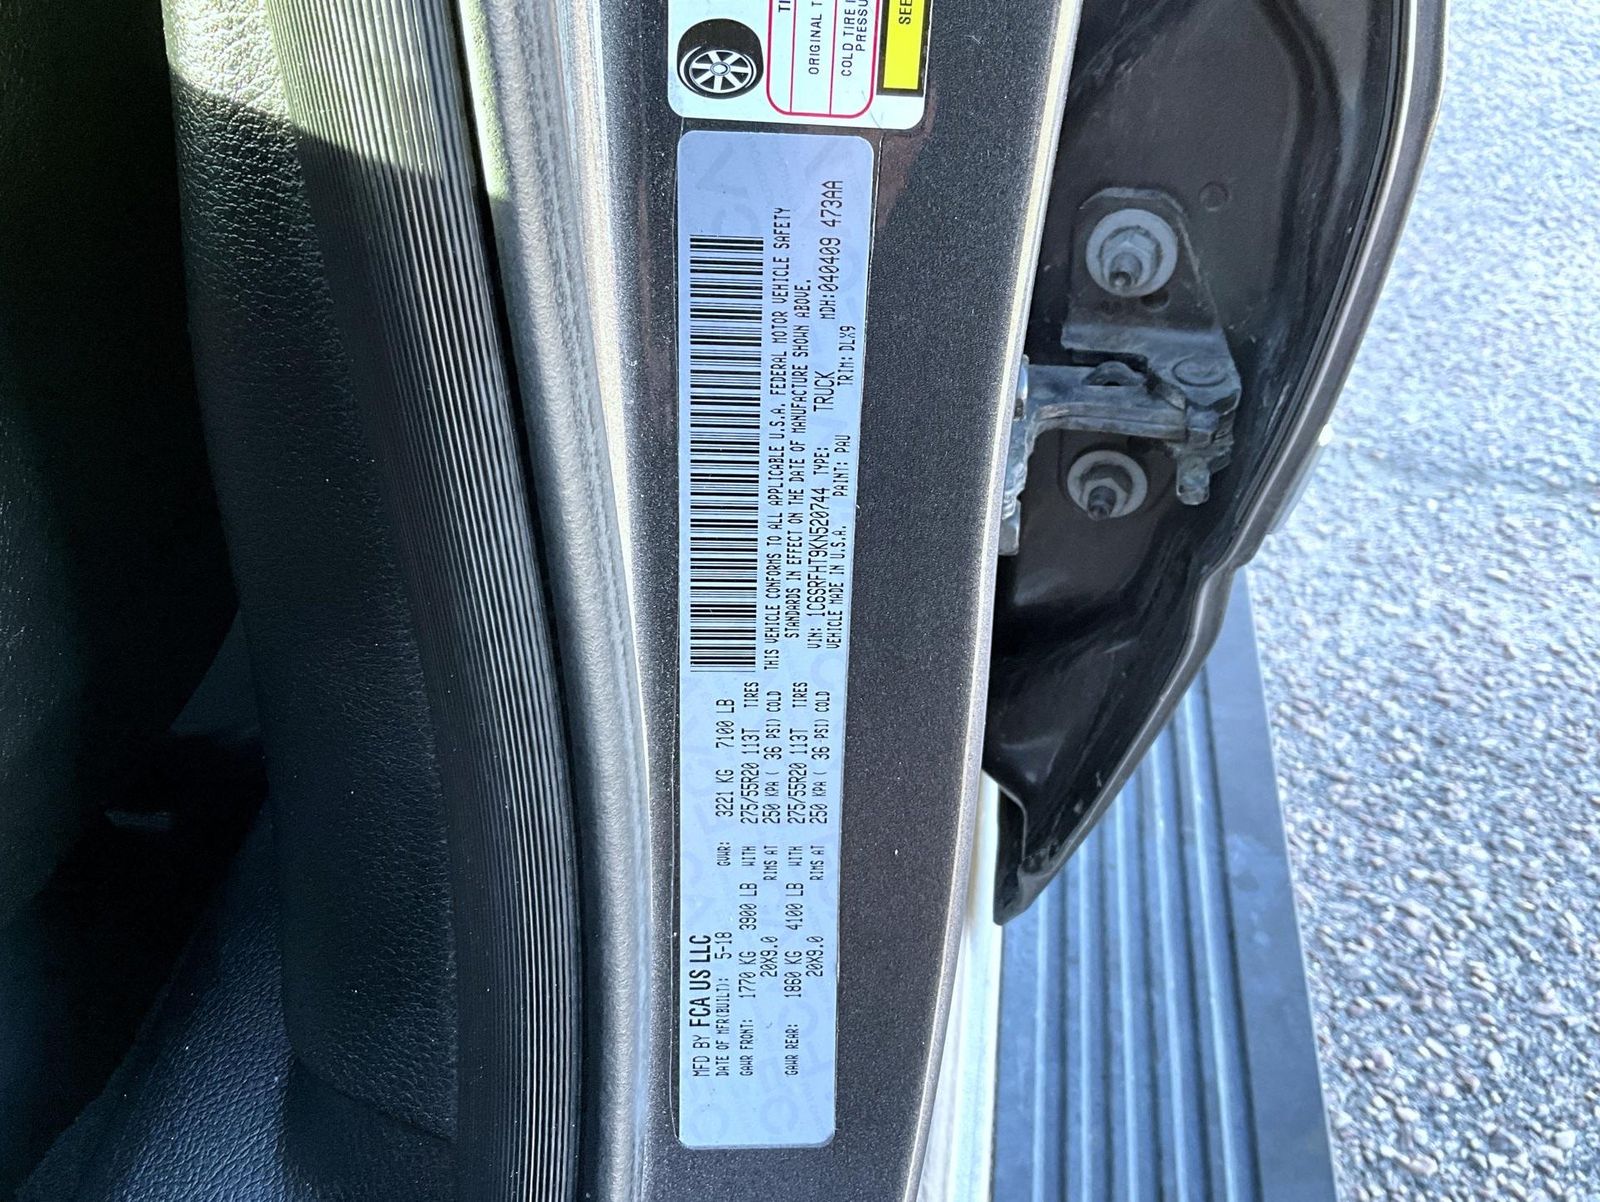 MFD BY FCA US LLC
DATE OF MFR(BUILT): 5-18 GVWR: 3221 KG 7100 LB
GAWR FRONT: 1770 KG 3900 LB WITH 275/55R20 113T TIRES
20X9.0 RIMS AT 250 KPA ( 36 PSI) COLD
GAWR REAR: 1860 KG 4100 LB WITH 275/55R20 113T TIRES
20X9.0 RIMS AT 250 KPA ( 36 PSI) COLD
THIS VEHICLE CONFORMS TO ALL APPLICABLE U.S.A. FEDERAL MOTOR VEHICLE SAFETY
STANDARDS IN EFFECT ON THE DATE OF MANUFACTURE SHOWN ABOVE.
VIN: 1C6SRFHT9KN520744 TYPE: TRUCK MDH:040409 473AA
VEHICLE MADE IN U.S.A. PAINT: PAU TRIM: DLX9
ORIGINAL
COLD TIRE
SEE